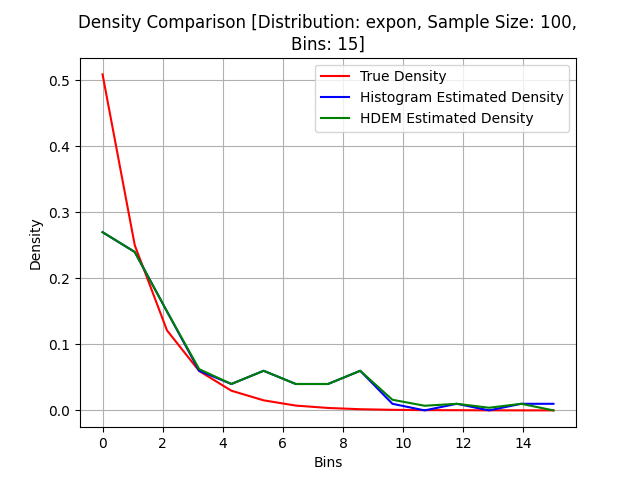 Density Comparison [Distribution: expon, Sample Size: 100,
Bins: 15]
True Density
Histogram Estimated Density
HDEM Estimated Density
Density
0.5
0.4
0.3
0.2
0.1
0.0
0 2 4 6 8 10 12 14
Bins